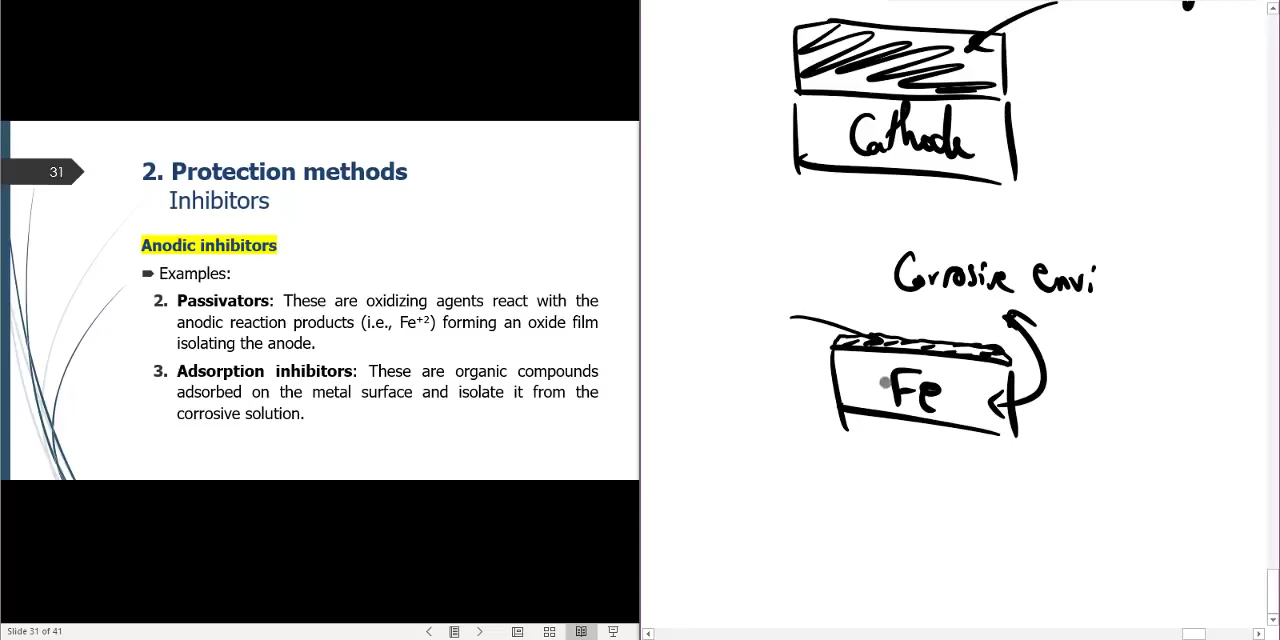 31
2. Protection methods
Inhibitors
Anodic inhibitors
Examples:
2. Passivators: These are oxidizing agents react with the
anodic reaction products (i.e., Fe+2) forming an oxide film
isolating the anode.
3. Adsorption inhibitors: These are organic compounds
adsorbed on the metal surface and isolate it from the
corrosive solution.
Slide 31 of 41
Cathode
Corrosive envi
Fe